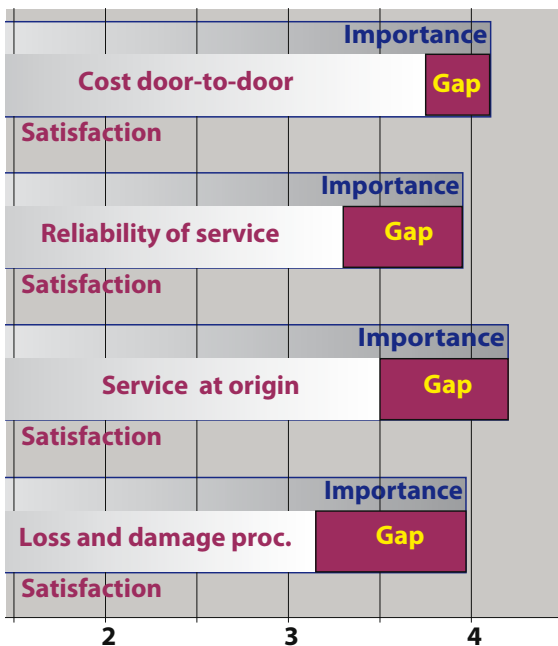 Importance
Cost door-to-door Gap
Satisfaction
Importance
Reliability of service Gap
Satisfaction
Importance
Service at origin Gap
Satisfaction
Importance
Loss and damage proc. Gap
Satisfaction
2 3 4